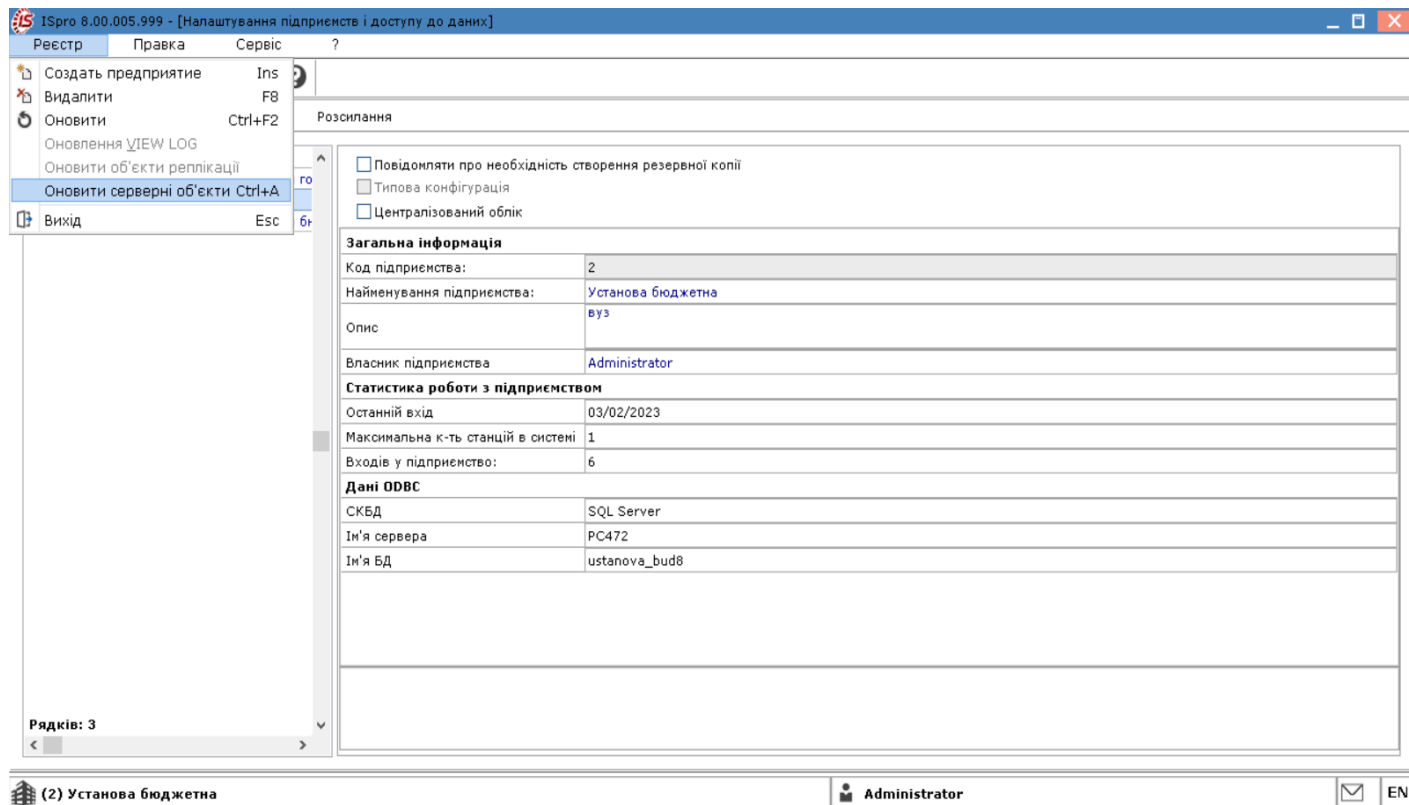 ISpro 8.00.005.999 - [Налаштування підприємств і доступу до даних]
Реєстр Правка Сервіс ?
Создать предприятие Ins
Видалити F8
Оновити Ctrl+F2
Розсилання
Оновлення VIEW LOG
Оновити об'єкти реплікації
Оновити серверні об'єкти Ctrl+A
Вихід Esc
го
бн
Повідомляти про необхідність створення резервної копії
Типова конфігурація
Централізований облік
Загальна інформація
Код підприємства: 2
Найменування підприємства: Установа бюджетна
Опис вуз
Власник підприємства Administrator
Статистика роботи з підприємством
Останній вхід 03/02/2023
Максимальна к-ть станцій в системі 1
Входів у підприємство: 6
Дані ODBC
СКБД SQL Server
Ім'я сервера PC472
Ім'я БД ustanova_bud8
Рядків: 3
(2) Установа бюджетна Administrator EN